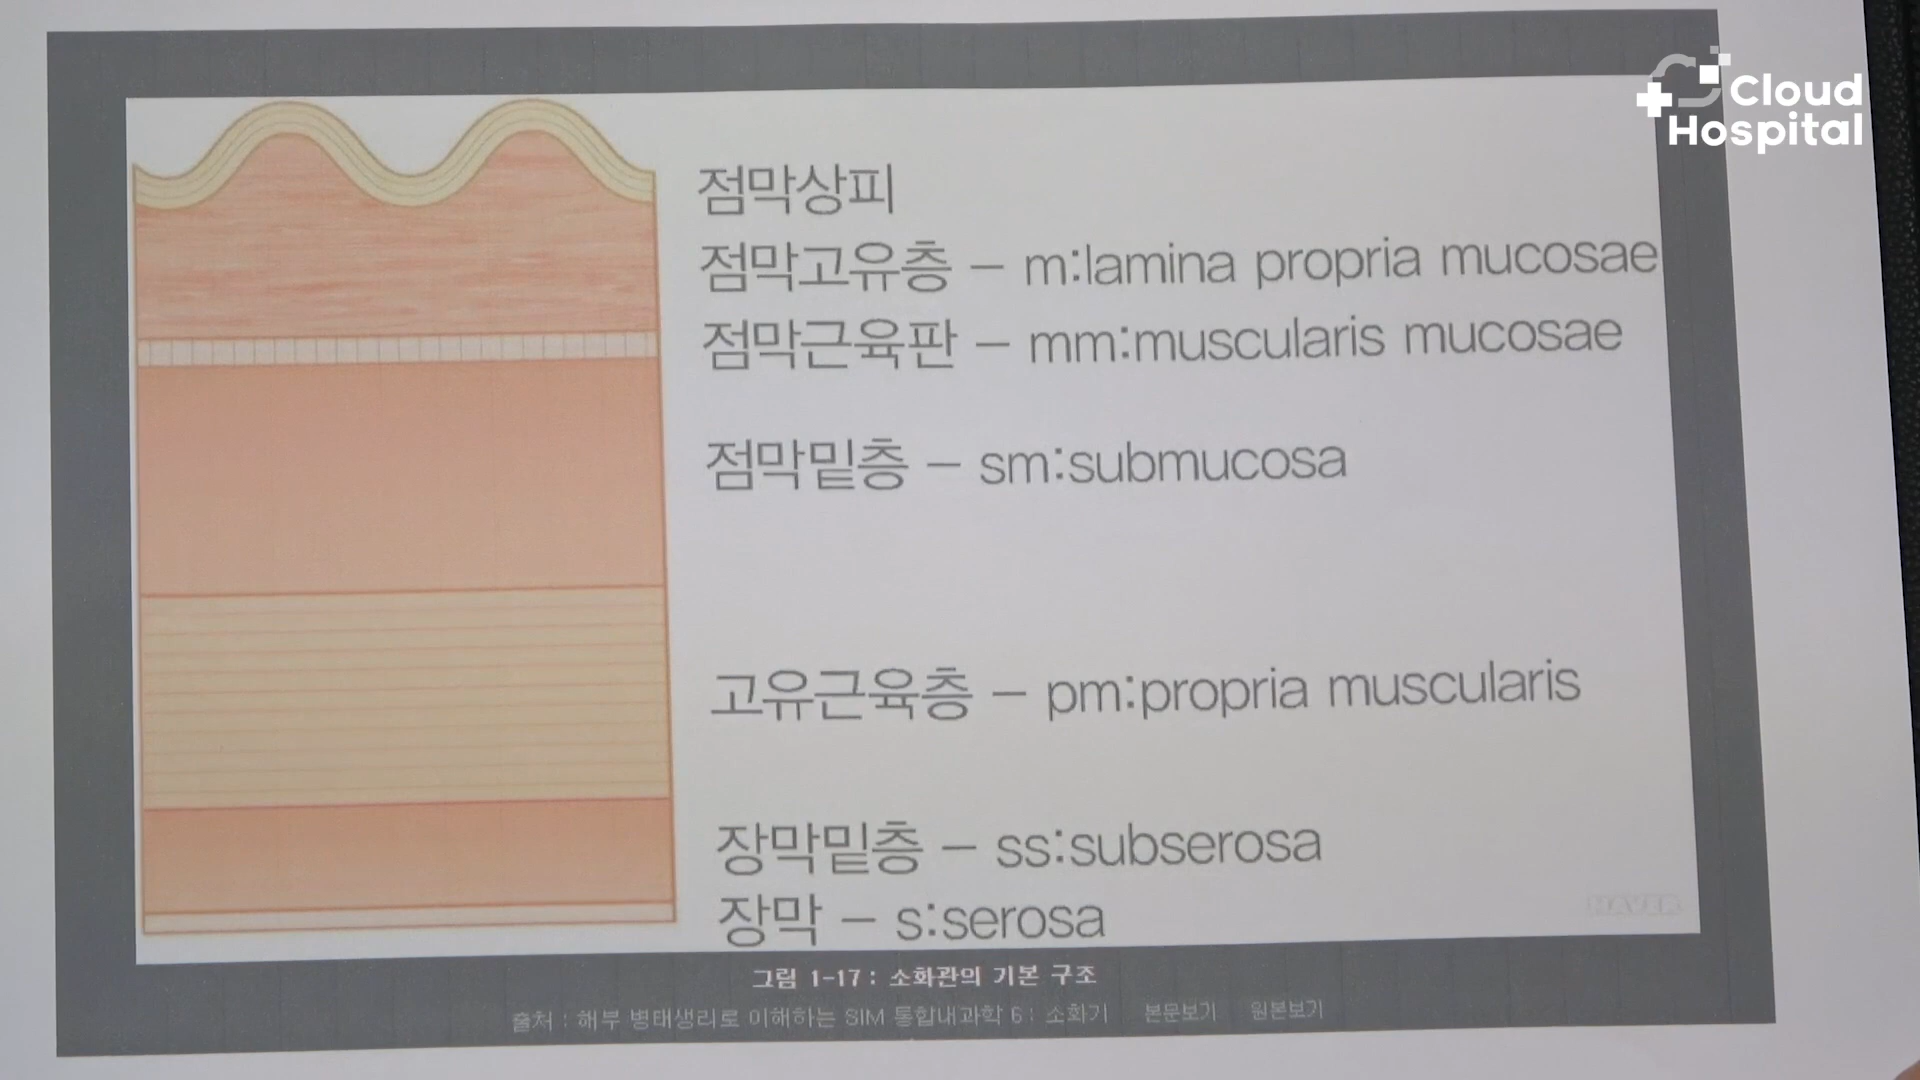 Cloud
Hospital
점막상피
점막고유층 – m:lamina propria mucosae
점막근육판 – mm:muscularis mucosae
점막밑층 – sm:submucosa
고유근육층 – pm:propria muscularis
장막밑층 – ss:subserosa
장막 – s:serosa
NAVER
그림 1-17 : 소화관의 기본 구조
출처 : 해부 병태생리로 이해하는 SIM 통합내과학 6 : 소화기 본문보기 원본보기